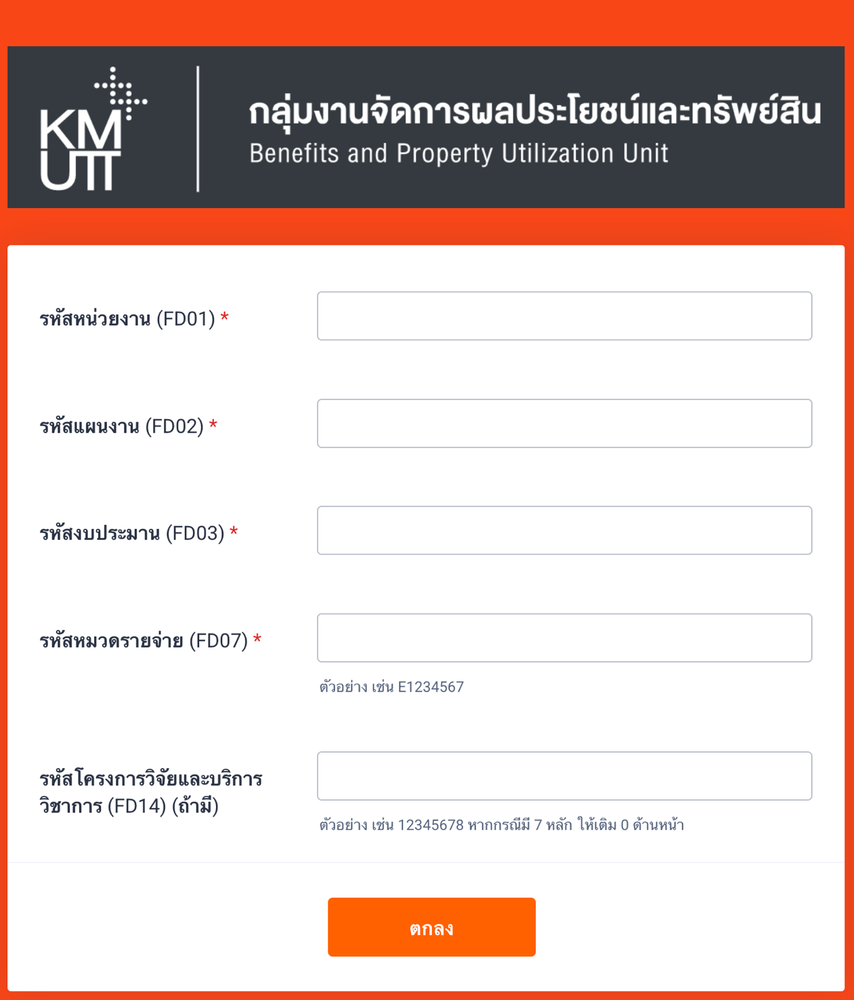 KM
UTT
กลุ่มงานจัดการผลประโยชน์และทรัพย์สิน
Benefits and Property Utilization Unit
รหัสหน่วยงาน (FD01) *
รหัสแผนงาน (FD02) *
รหัสงบประมาน (FD03) *
รหัสหมวดรายจ่าย (FD07) *
ตัวอย่าง เช่น E1234567
รหัสโครงการวิจัยและบริการ
วิชาการ (FD14) (ถ้ามี)
ตัวอย่าง เช่น 12345678 หากกรณีมี 7 หลัก ให้เติม 0 ด้านหน้า
ตกลง